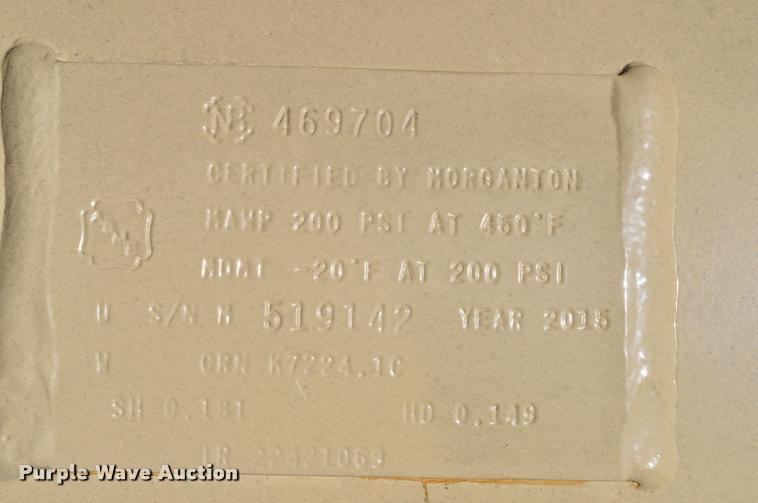 NB 469704
CERTIFIED BY MORGANTON
MAWP 200 PSI AT 450°F
MDMT -20°F AT 200 PSI
U S/N M 519142 YEAR 2015
W CRN K7224.1C
SH 0.181 HD 0.149
IR 22421069
Purple Wave Auction